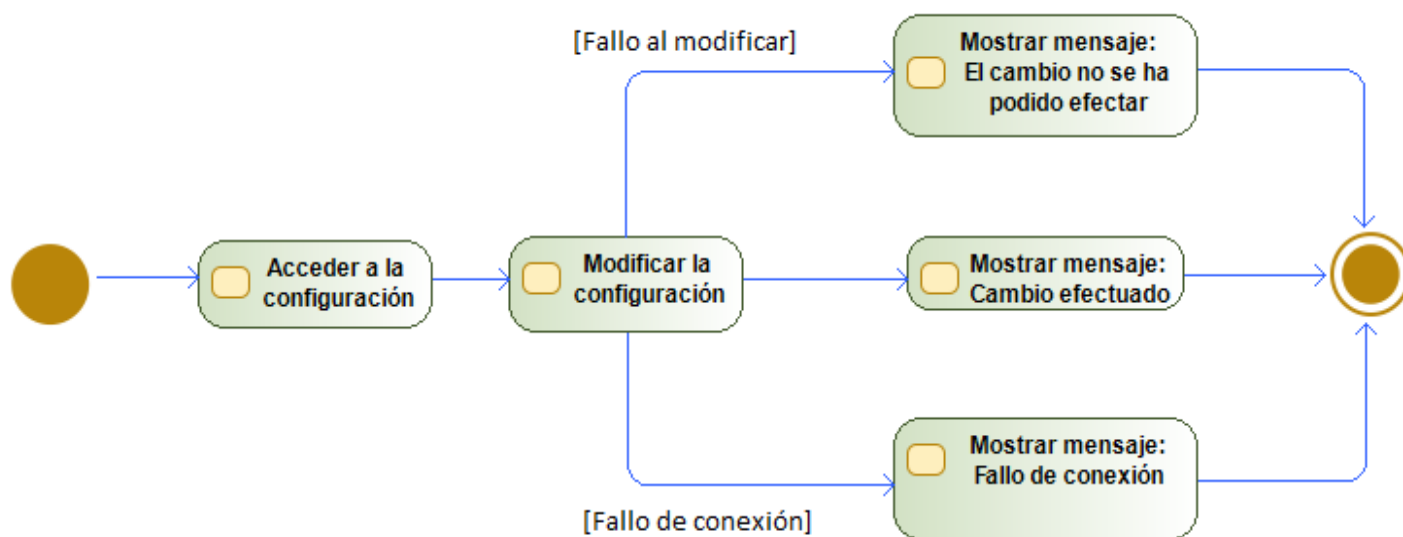 [Fallo al modificar]
Mostrar mensaje:
El cambio no se ha
podido efectar
Acceder a la
configuración
Modificar la
configuración
Mostrar mensaje:
Cambio efectuado
Mostrar mensaje:
Fallo de conexión
[Fallo de conexión]